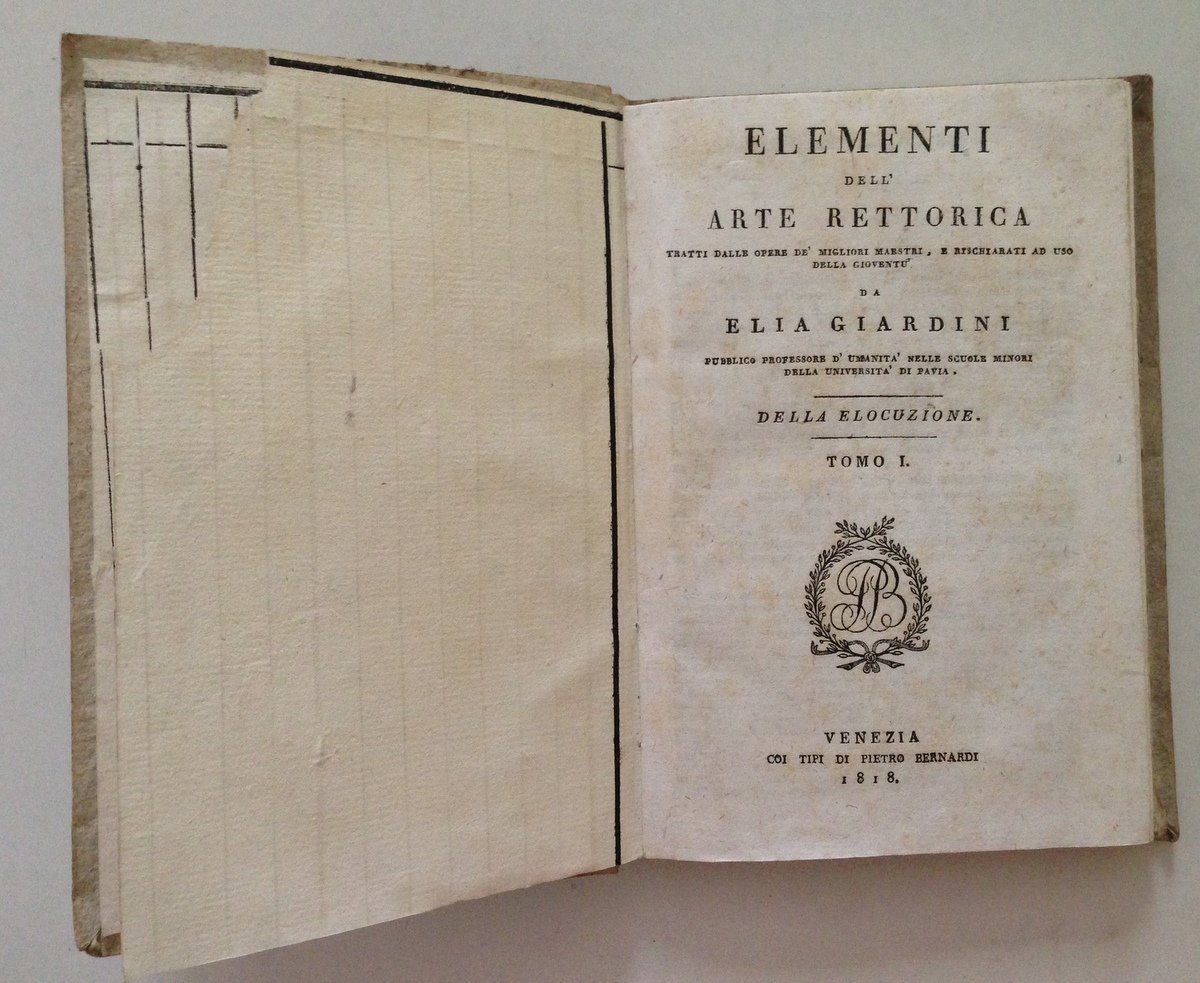 ELEMENTI
DELL'
ARTE RETTORICA
TRATTI DALLE OPERE DE' MIGLIORI MAESTRI, E RISCHIARATI AD USO
DELLA GIOVENTU'
DA
ELIA GIARDINI
PUBBLICO PROFESSORE D' UMANITA' NELLE SCUOLE MINORI
DELLA UNIVERSITA' DI PAVIA.
DELLA ELOCUZIONE.
TOMO I.
PB
VENEZIA
COI TIPI DI PIETRO BERNARDI
1818.